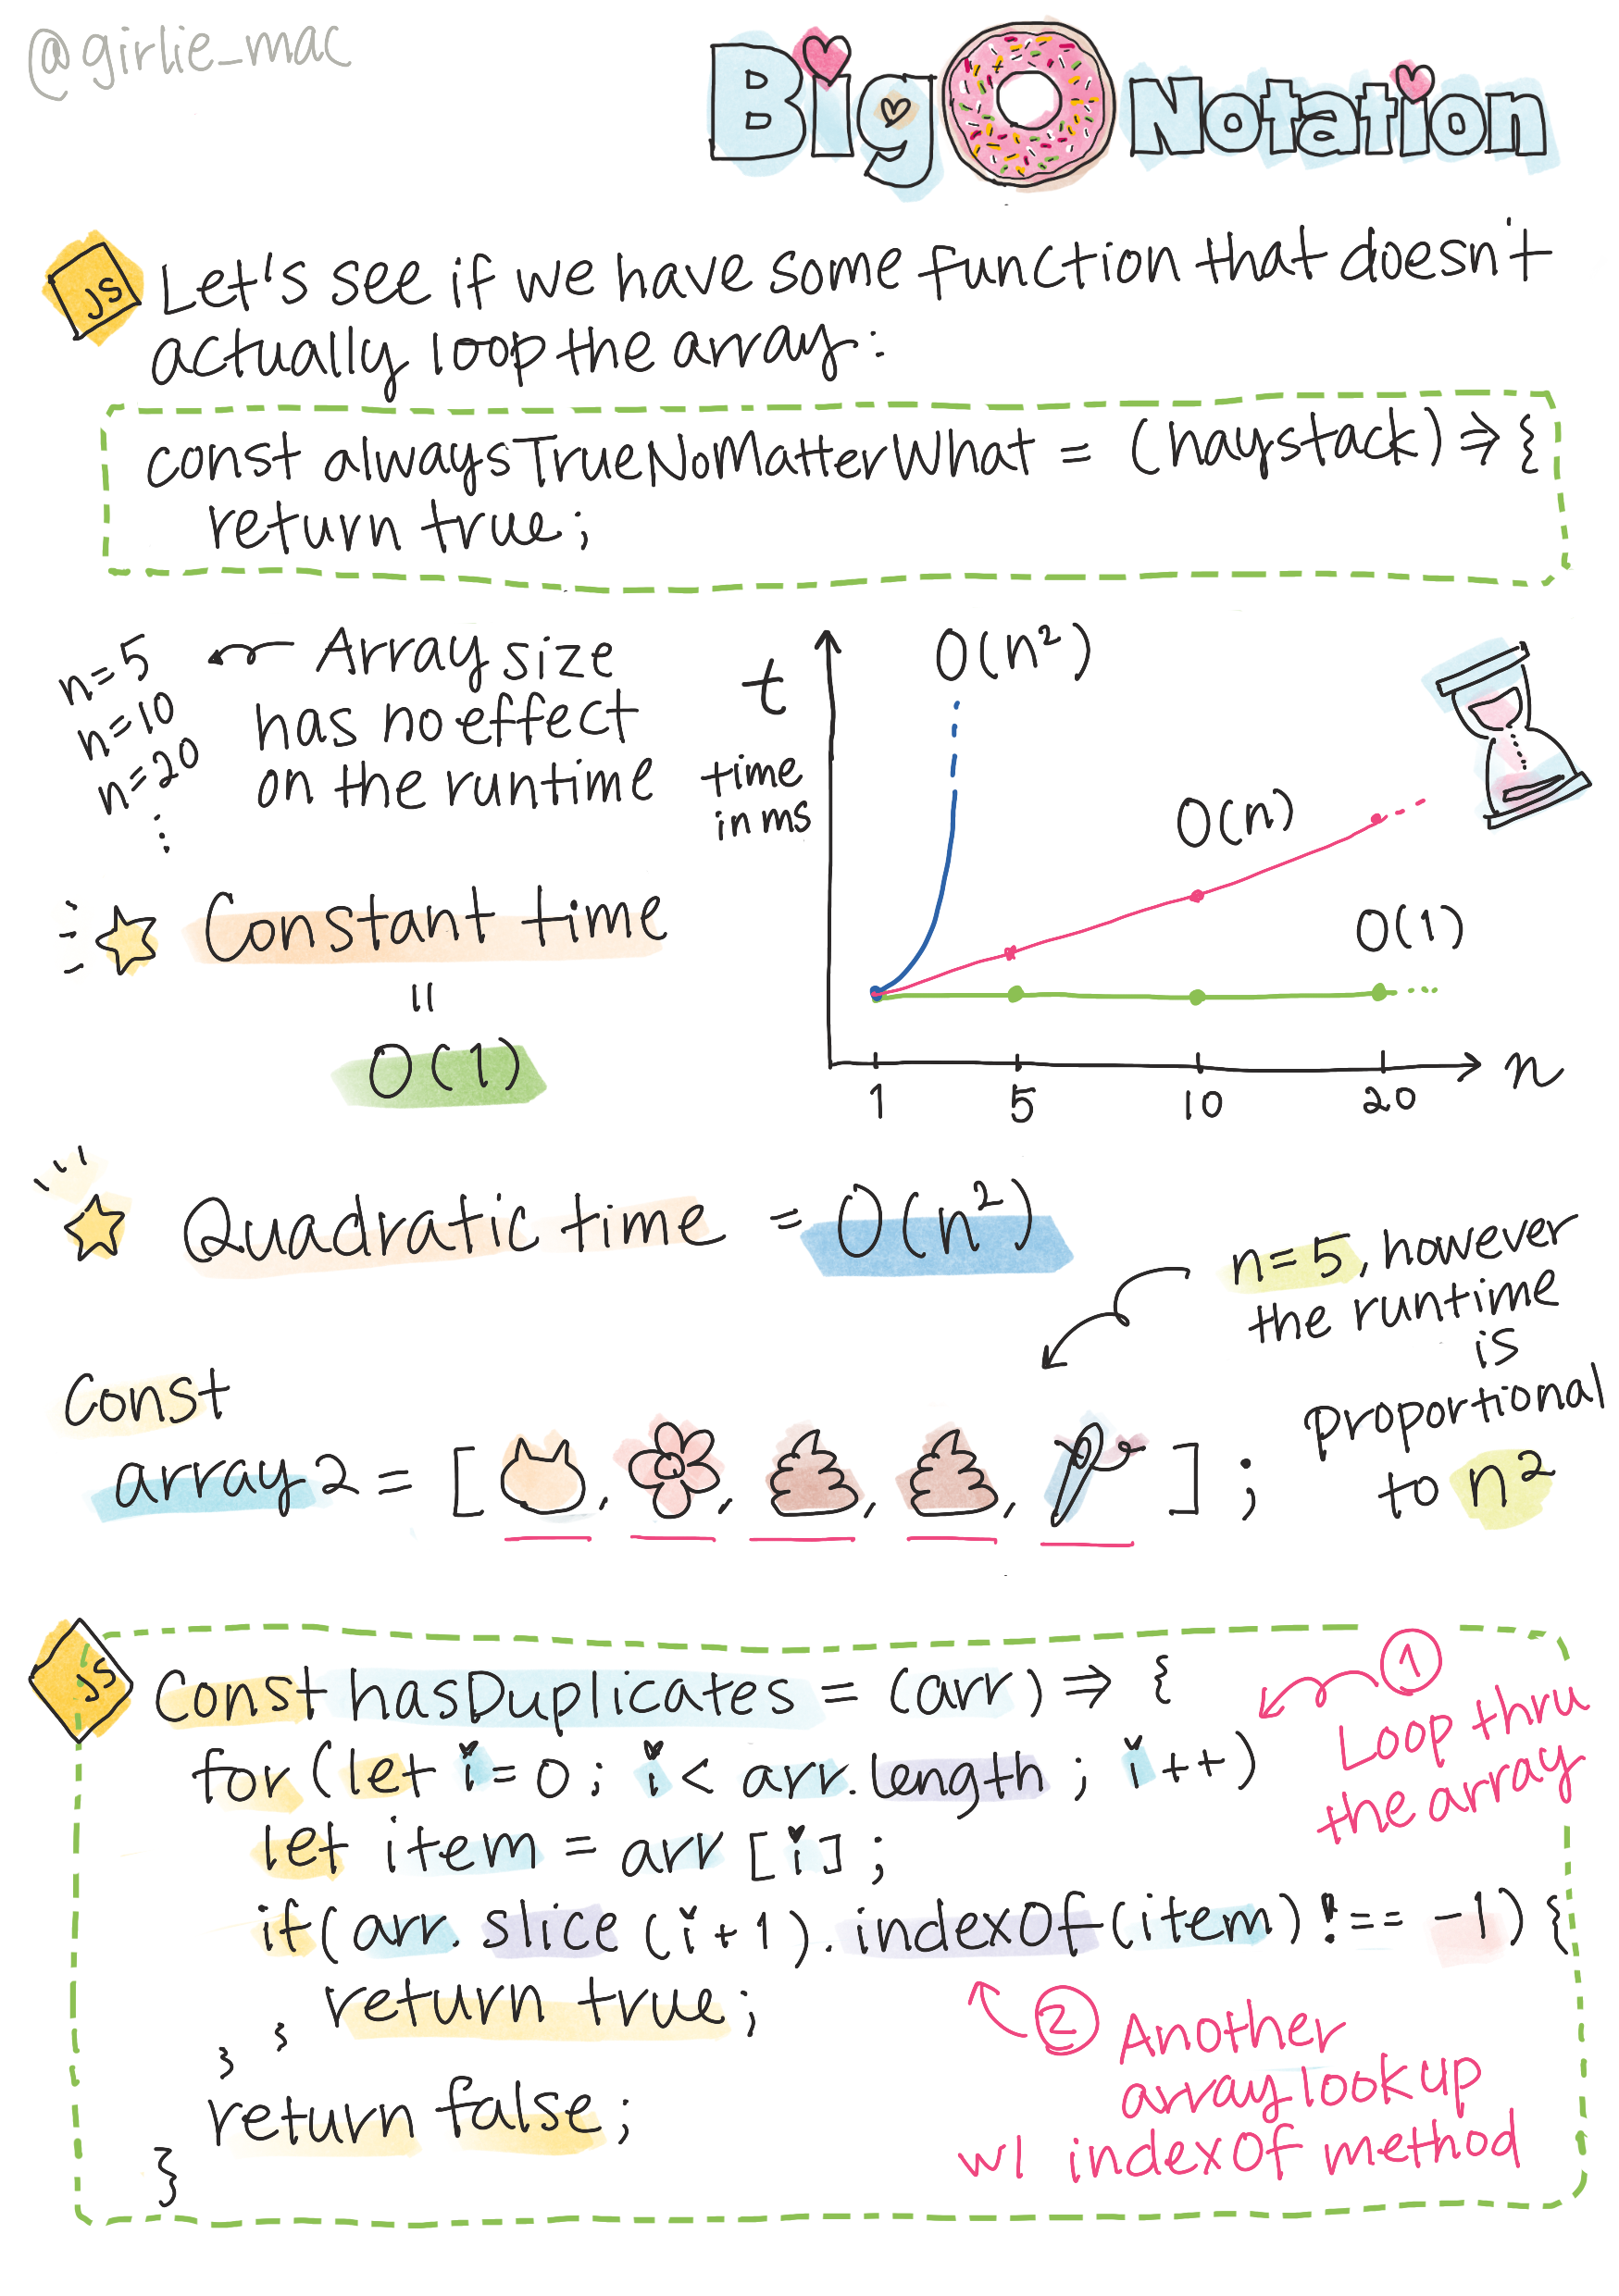 @girlie_mac
Big O Notation
JS
Let's see if we have some function that doesn't
actually loop the array:
const alwaysTrueNoMatterWhat = (haystack) => {
return true;
n=5
n=10
n=20
⋮
Array size
has no effect
on the runtime
Constant time
=
O(1)
t
time
in ms
O(n²)
O(n)
O(1)
1 5 10 20
n
Quadratic time = O(n²)
n=5, however
the runtime
is
proportional
to n²
Const
array2 = [ , , , , ] ;
JS
Const hasDuplicates = (arr) => {
for (let i = 0; i < arr.length; i++)
let item = arr[i];
if (arr.slice(i+1).indexOf(item) !== -1) {
return true;
} }
return false;
}
1
Loop thru
the array
2 Another
array lookup
w/ indexOf method